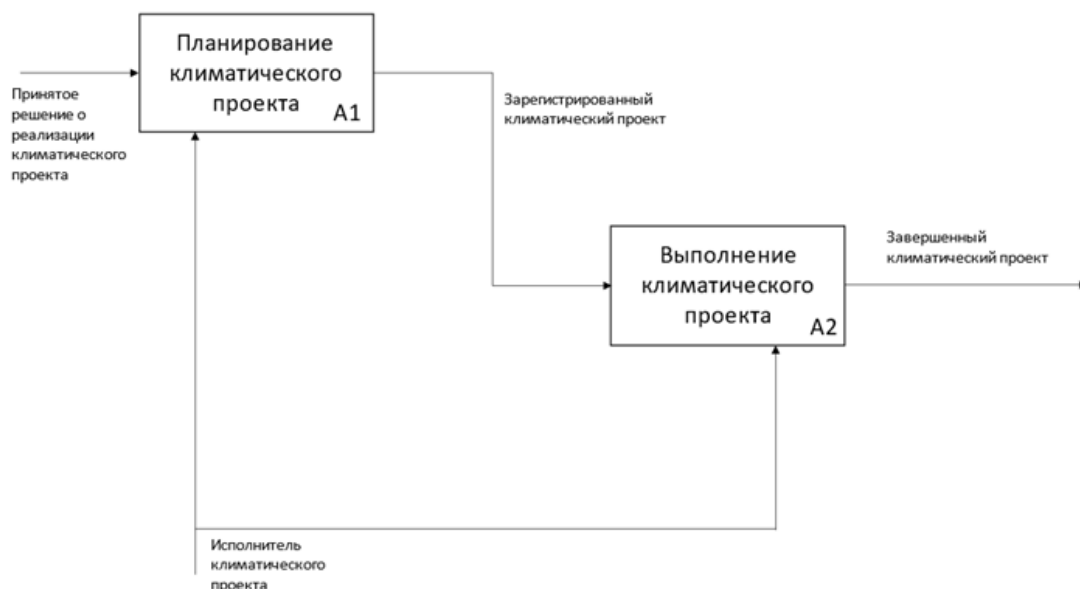 Планирование
климатического
проекта
A1
Принятое
решение о
реализации
климатического
проекта
Зарегистрированный
климатический проект
Выполнение
климатического
проекта
A2
Завершенный
климатический проект
Исполнитель
климатического
проекта